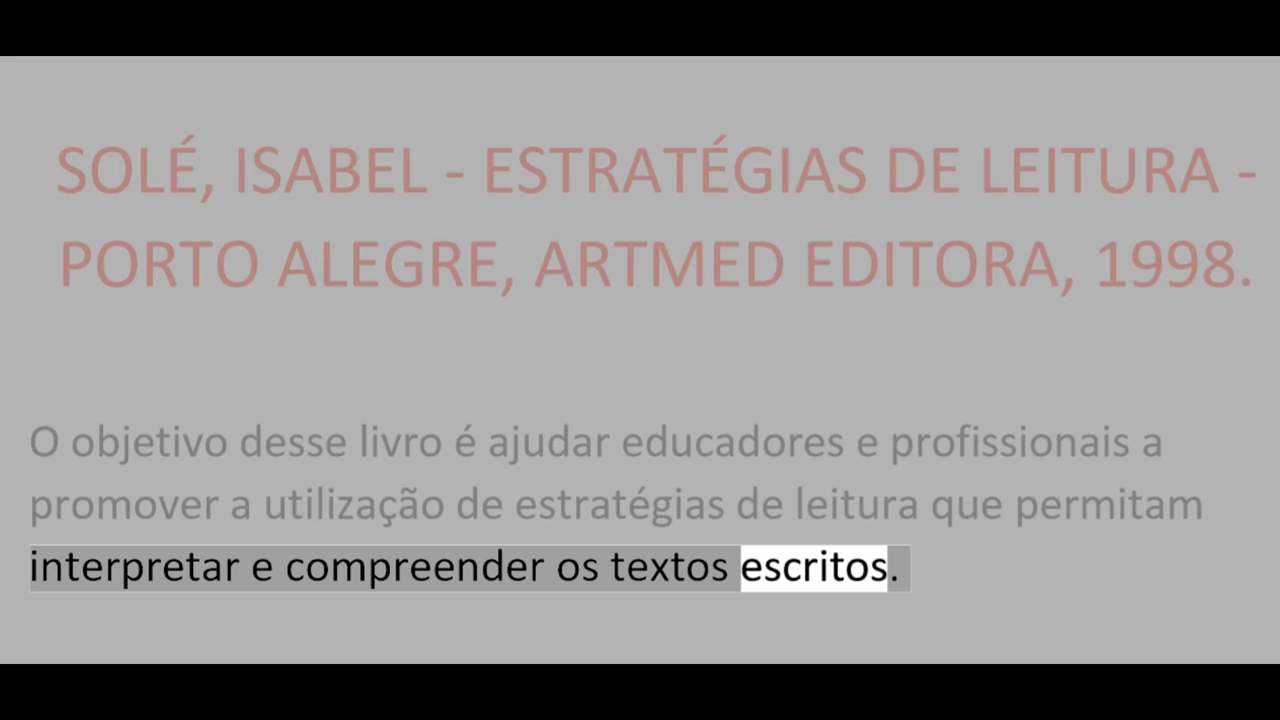 SOLÉ, ISABEL - ESTRATÉGIAS DE LEITURA -
PORTO ALEGRE, ARTMED EDITORA, 1998.
O objetivo desse livro é ajudar educadores e profissionais a
promover a utilização de estratégias de leitura que permitam
interpretar e compreender os textos escritos.